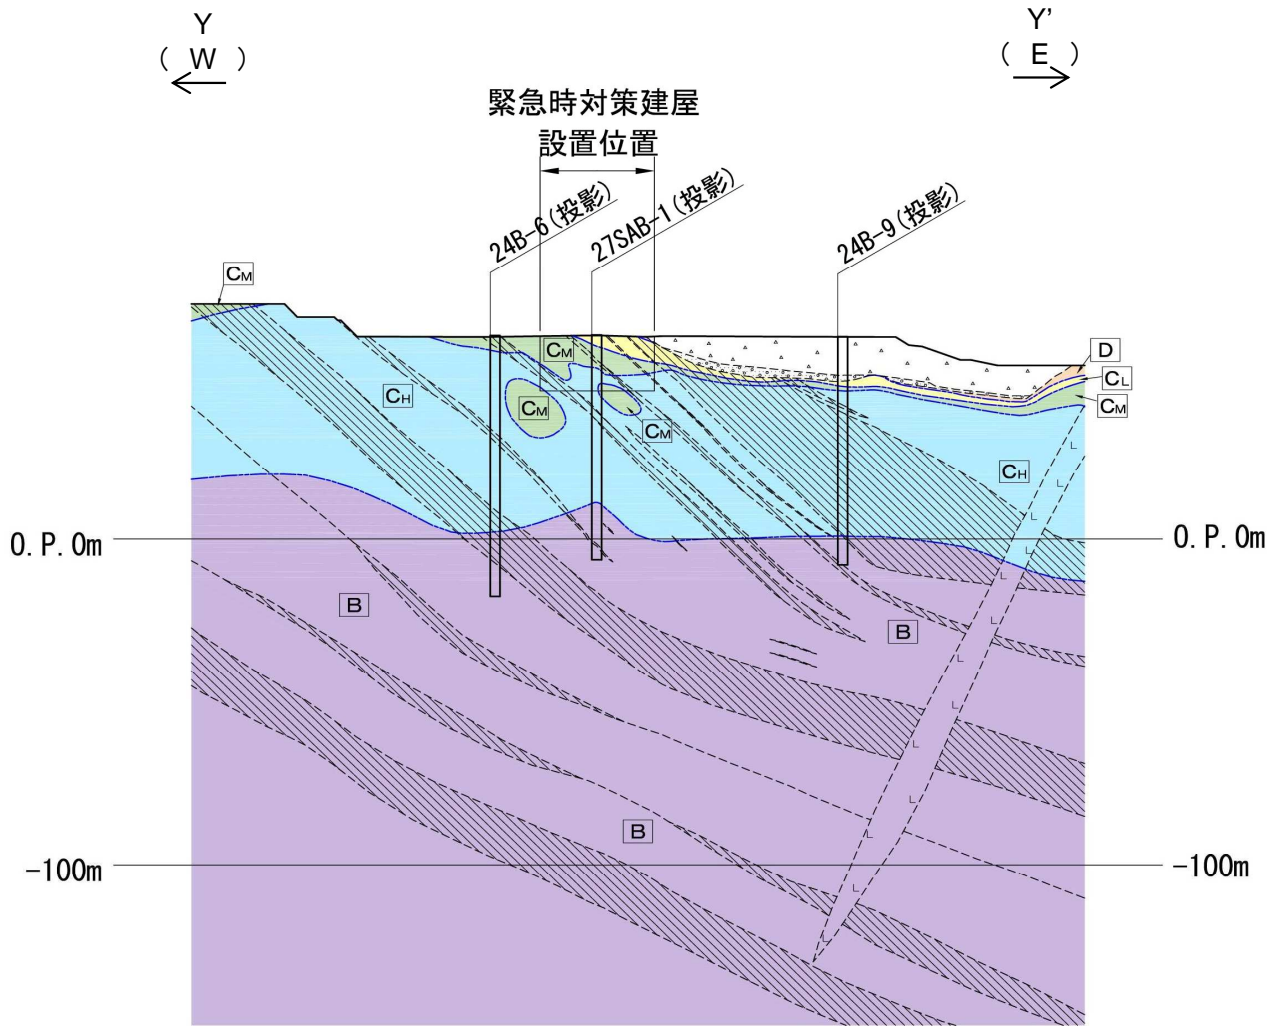 Y
( W )
Y’
( E )
緊急時対策建屋
設置位置
24B-6(投影)
27SAB-1(投影)
24B-9(投影)
CM
CM
D
CL
CM
CH
CM
CM
CH
O.P.0m
O.P.0m
B
B
B
-100m
-100m
L
L
L
L
L
L
L
L
L
L
L
L
L